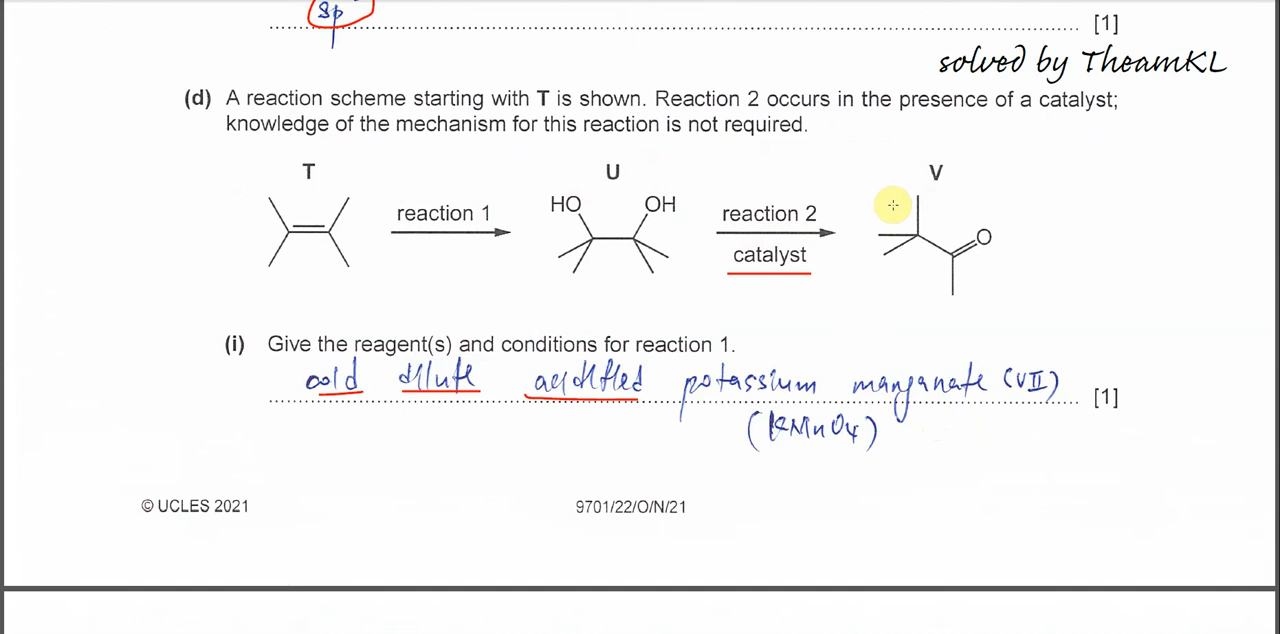 sp
[1]
solved by TheamKL
(d) A reaction scheme starting with T is shown. Reaction 2 occurs in the presence of a catalyst;
knowledge of the mechanism for this reaction is not required.
T U V
HO OH O
reaction 1 reaction 2
catalyst
(i) Give the reagent(s) and conditions for reaction 1.
cold dilute acidified potassium manganate (VII)
[1]
(KMnO4)
© UCLES 2021 9701/22/O/N/21